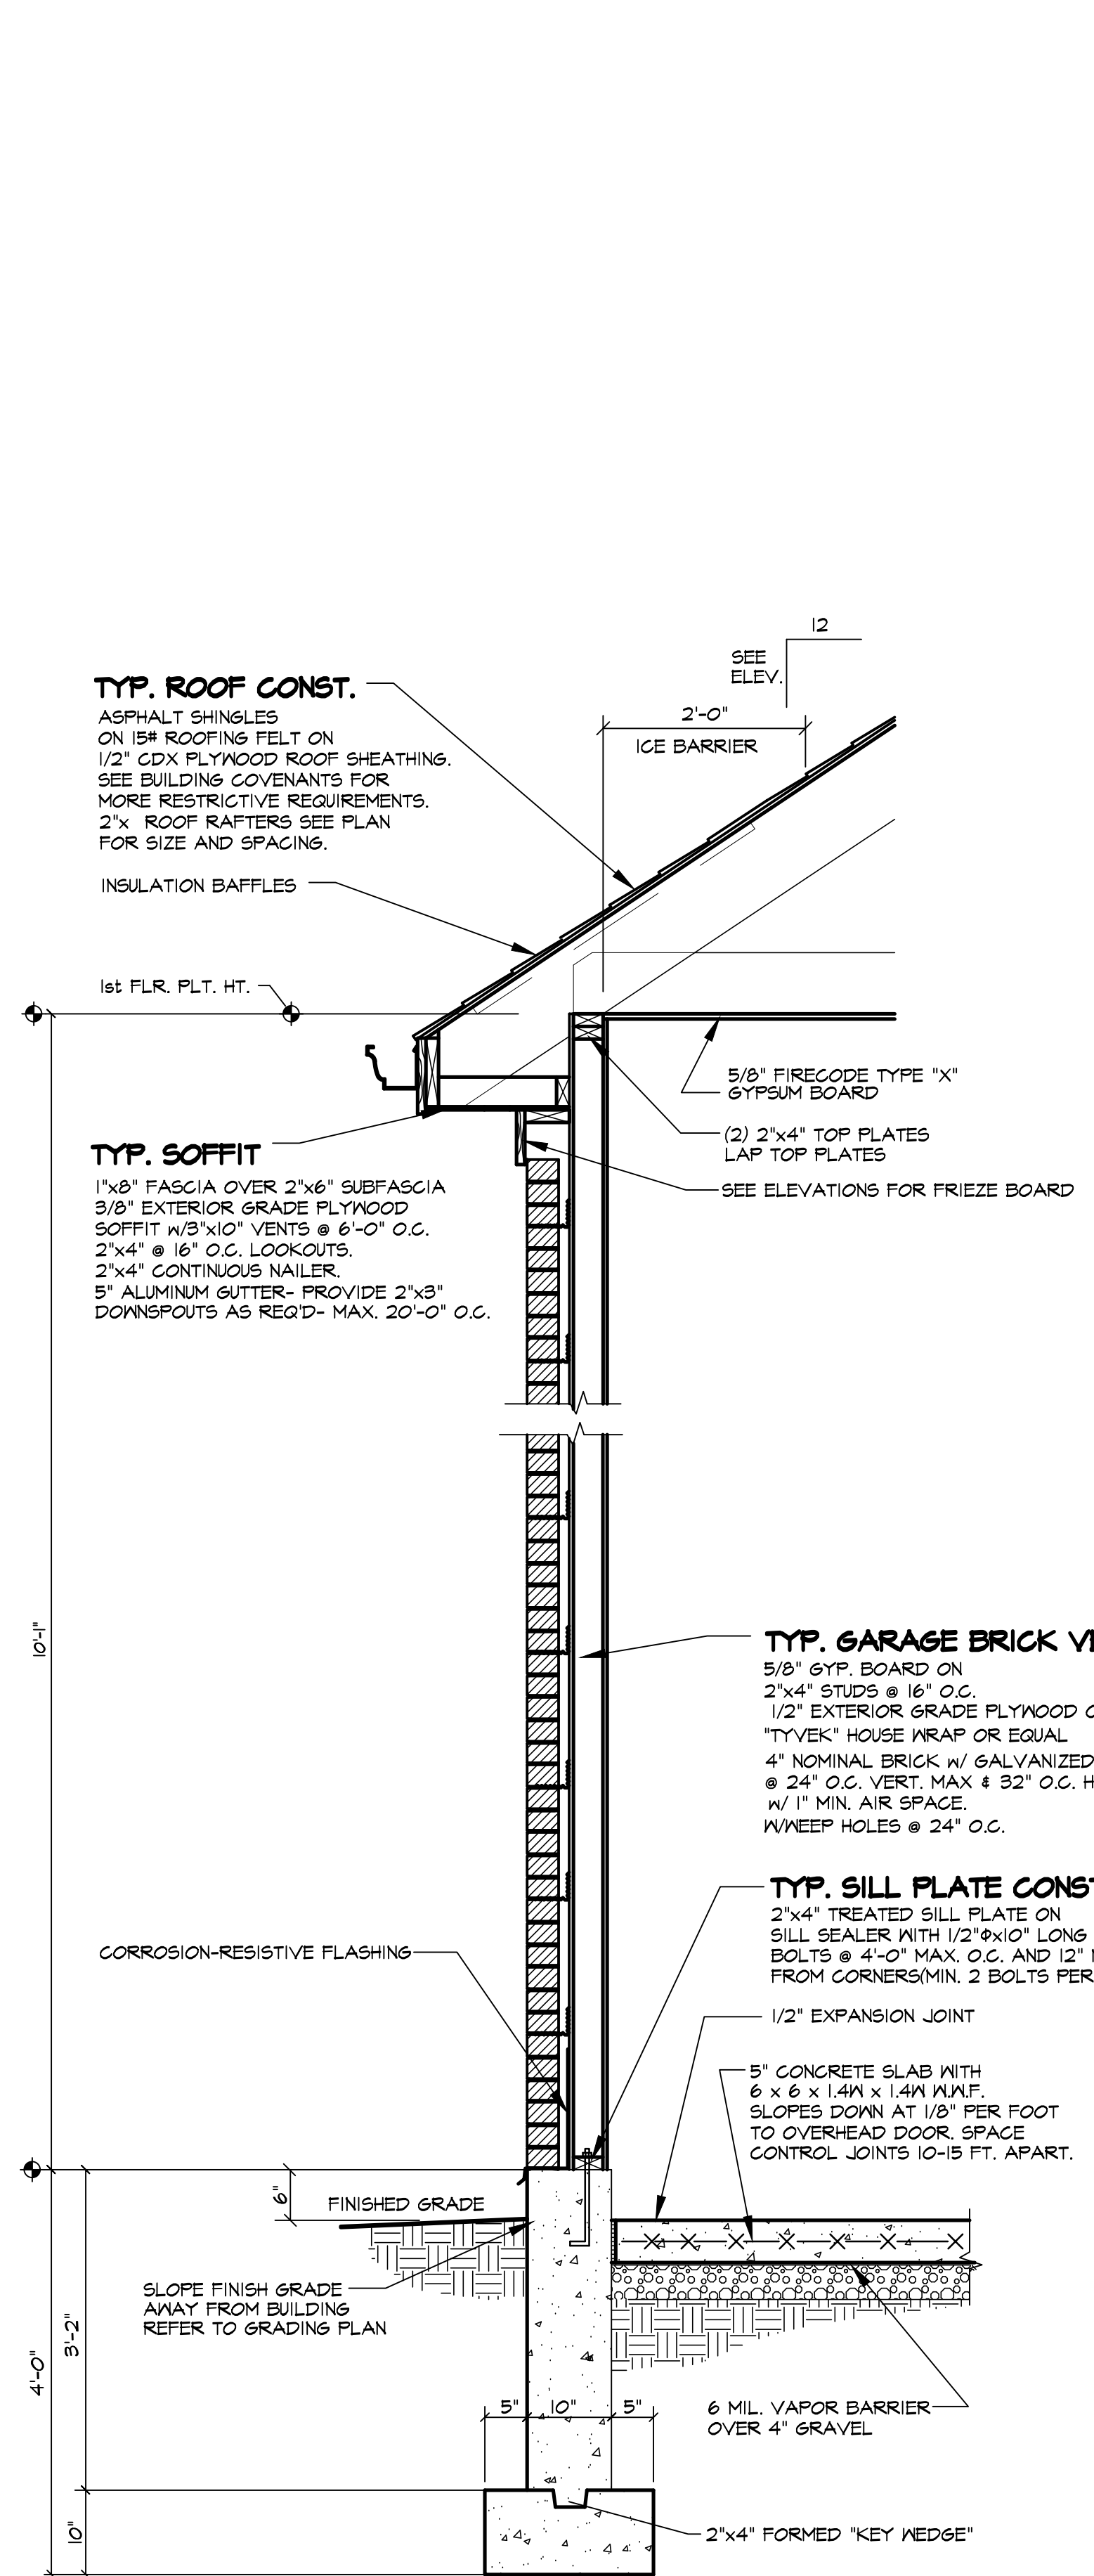 12
SEE
ELEV.
2'-0"
ICE BARRIER
TYP. ROOF CONST.
ASPHALT SHINGLES
ON 15# ROOFING FELT ON
1/2" CDX PLYWOOD ROOF SHEATHING.
SEE BUILDING COVENANTS FOR
MORE RESTRICTIVE REQUIREMENTS.
2"x ROOF RAFTERS SEE PLAN
FOR SIZE AND SPACING.
INSULATION BAFFLES
1st FLR. PLT. HT.
5/8" FIRECODE TYPE "X"
GYPSUM BOARD
(2) 2"x4" TOP PLATES
LAP TOP PLATES
SEE ELEVATIONS FOR FRIEZE BOARD
TYP. SOFFIT
1"x8" FASCIA OVER 2"x6" SUBFASCIA
3/8" EXTERIOR GRADE PLYWOOD
SOFFIT w/3"x10" VENTS @ 6'-0" O.C.
2"x4" @ 16" O.C. LOOKOUTS.
2"x4" CONTINUOUS NAILER.
5" ALUMINUM GUTTER- PROVIDE 2"x3"
DOWNSPOUTS AS REQ'D- MAX. 20'-0" O.C.
10'-1"
TYP. GARAGE BRICK VE
5/8" GYP. BOARD ON
2"x4" STUDS @ 16" O.C.
1/2" EXTERIOR GRADE PLYWOOD O
"TYVEK" HOUSE WRAP OR EQUAL
4" NOMINAL BRICK w/ GALVANIZED
@ 24" O.C. VERT. MAX & 32" O.C. H
w/ 1" MIN. AIR SPACE.
W/WEEP HOLES @ 24" O.C.
TYP. SILL PLATE CONST
2"x4" TREATED SILL PLATE ON
SILL SEALER WITH 1/2"Φx10" LONG
BOLTS @ 4'-0" MAX. O.C. AND 12" M
FROM CORNERS(MIN. 2 BOLTS PER
CORROSION-RESISTIVE FLASHING
1/2" EXPANSION JOINT
5" CONCRETE SLAB WITH
6 x 6 x 1.4W x 1.4W W.W.F.
SLOPES DOWN AT 1/8" PER FOOT
TO OVERHEAD DOOR. SPACE
CONTROL JOINTS 10-15 FT. APART.
6"
FINISHED GRADE
SLOPE FINISH GRADE
AWAY FROM BUILDING
REFER TO GRADING PLAN
3'-2"
4'-0"
5" 10" 5"
6 MIL. VAPOR BARRIER
OVER 4" GRAVEL
10"
2"x4" FORMED "KEY WEDGE"